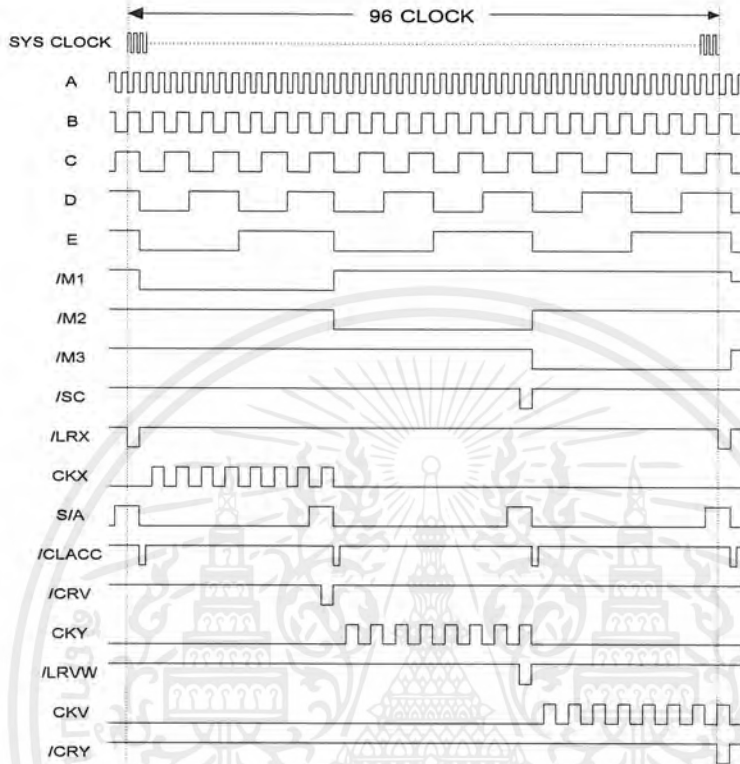 96 CLOCK
SYS CLOCK
A
B
C
D
E
/M1
/M2
/M3
/SC
/LRX
CKX
S/A
/CLACC
/CRV
CKY
/LRVW
CKV
/CRY